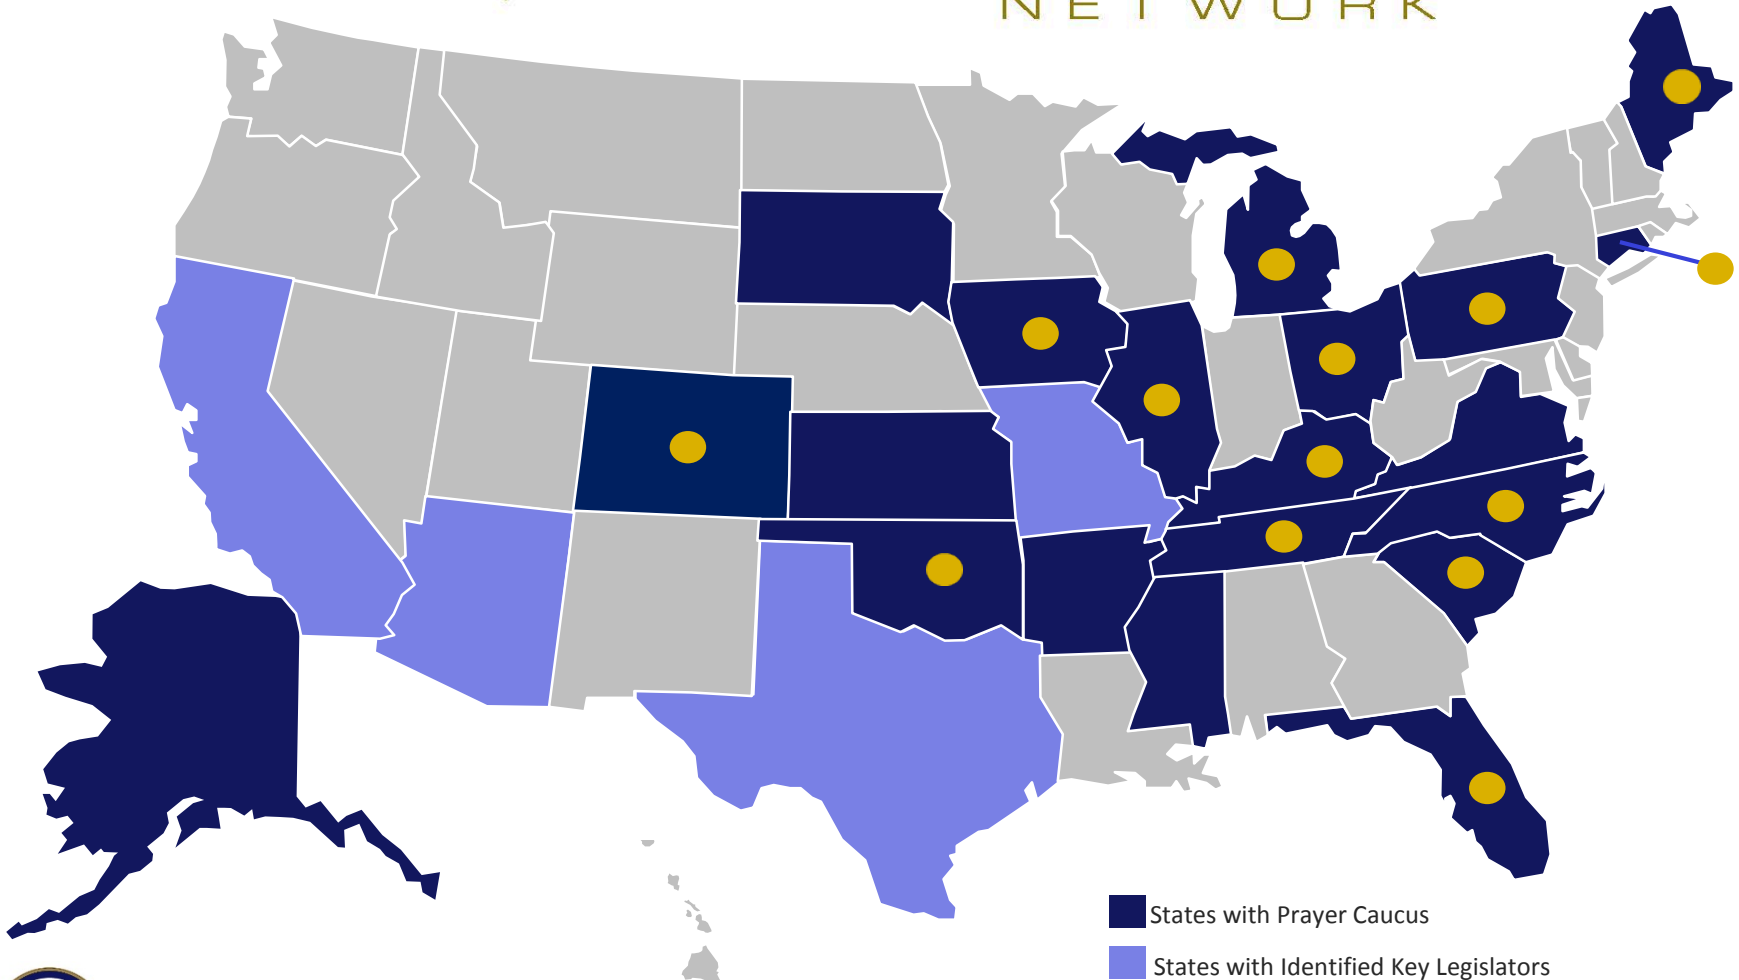 NETWORK
States with Prayer Caucus
States with Identified Key Legislators